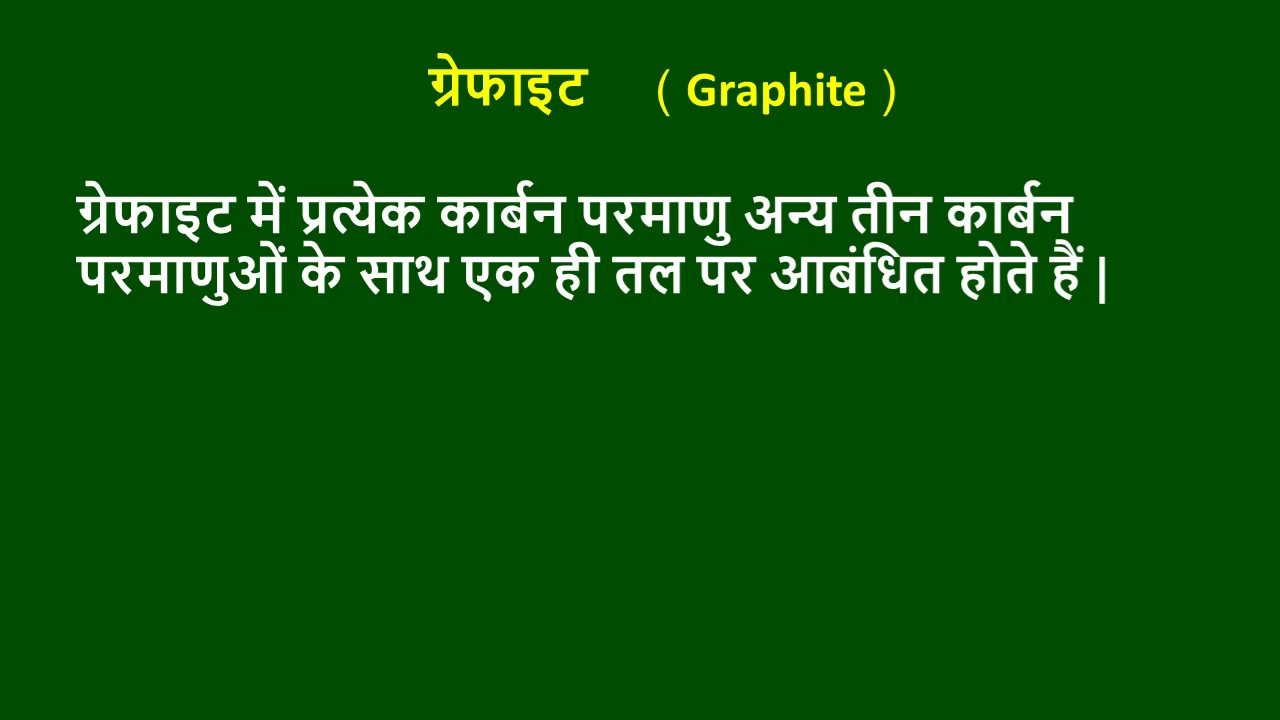 ग्रेफाइट ( Graphite )
ग्रेफाइट में प्रत्येक कार्बन परमाणु अन्य तीन कार्बन
परमाणुओं के साथ एक ही तल पर आबंधित होते हैं |